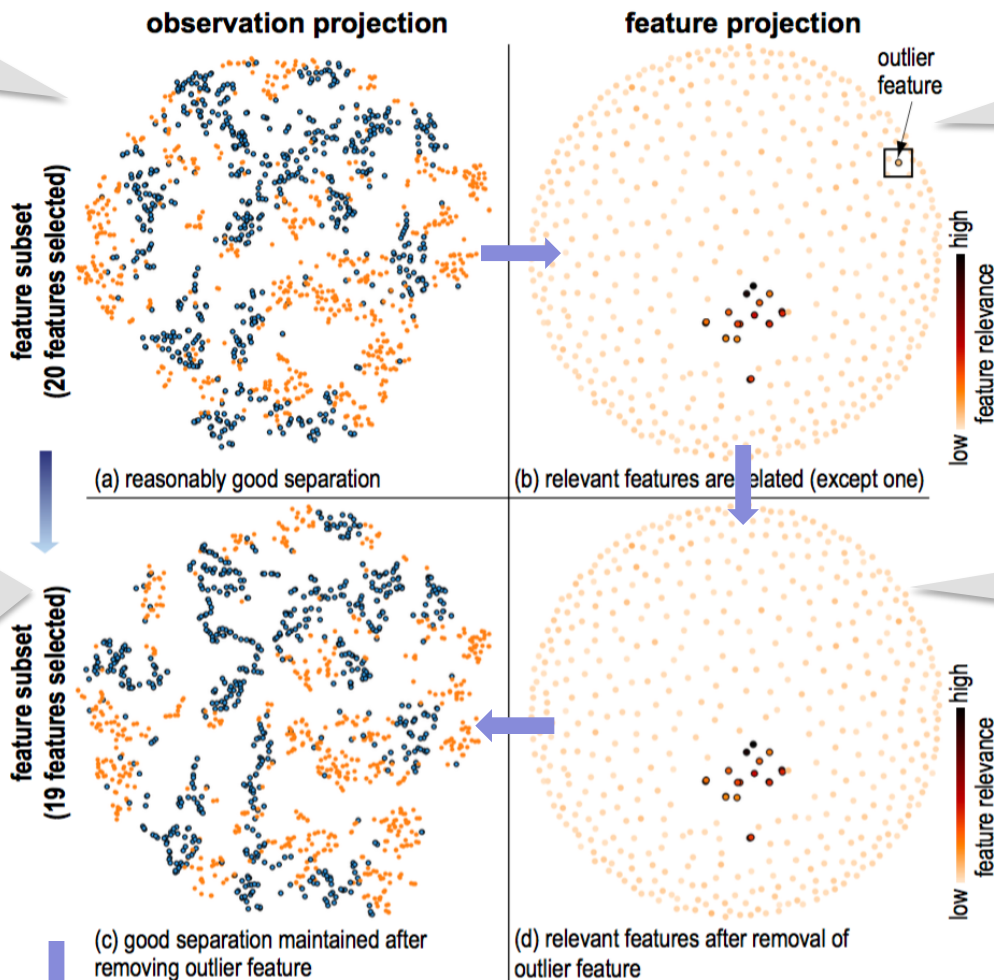 observation projection
feature projection
outlier
feature
feature subset
(20 features selected)
high
feature relevance
low
(a) reasonably good separation
(b) relevant features are related (except one)
feature subset
(19 features selected)
high
feature relevance
low
(c) good separation maintained after
removing outlier feature
(d) relevant features after removal of
outlier feature